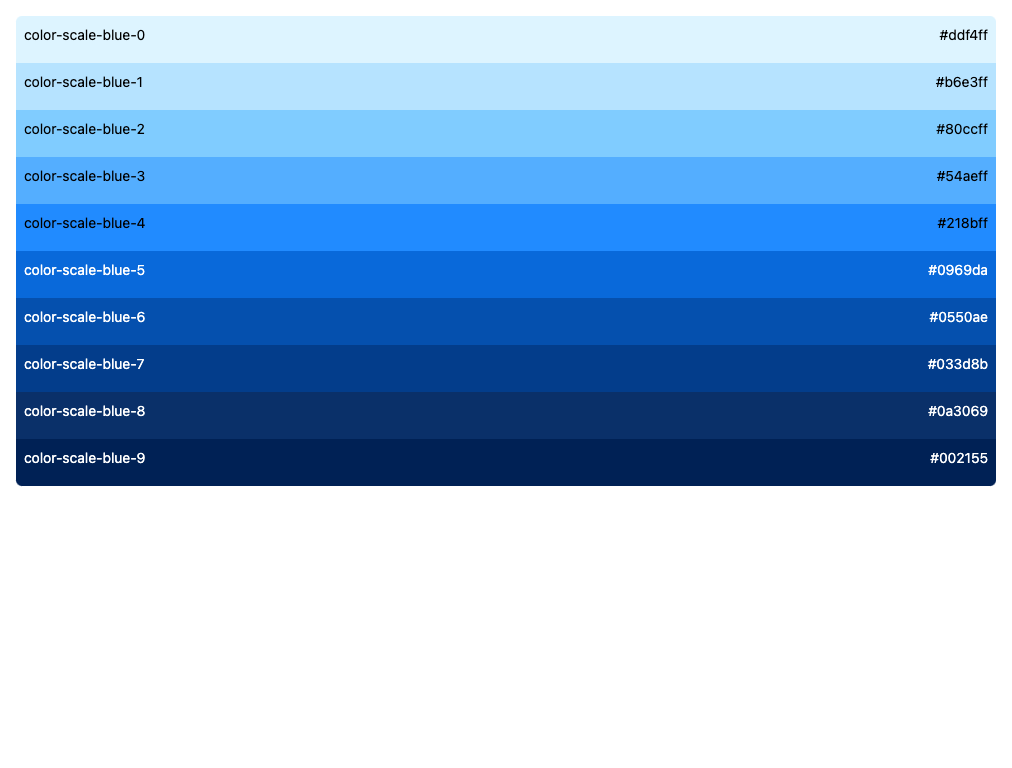 color-scale-blue-0 #ddf4ff
color-scale-blue-1 #b6e3ff
color-scale-blue-2 #80ccff
color-scale-blue-3 #54aeff
color-scale-blue-4 #218bff
color-scale-blue-5 #0969da
color-scale-blue-6 #0550ae
color-scale-blue-7 #033d8b
color-scale-blue-8 #0a3069
color-scale-blue-9 #002155